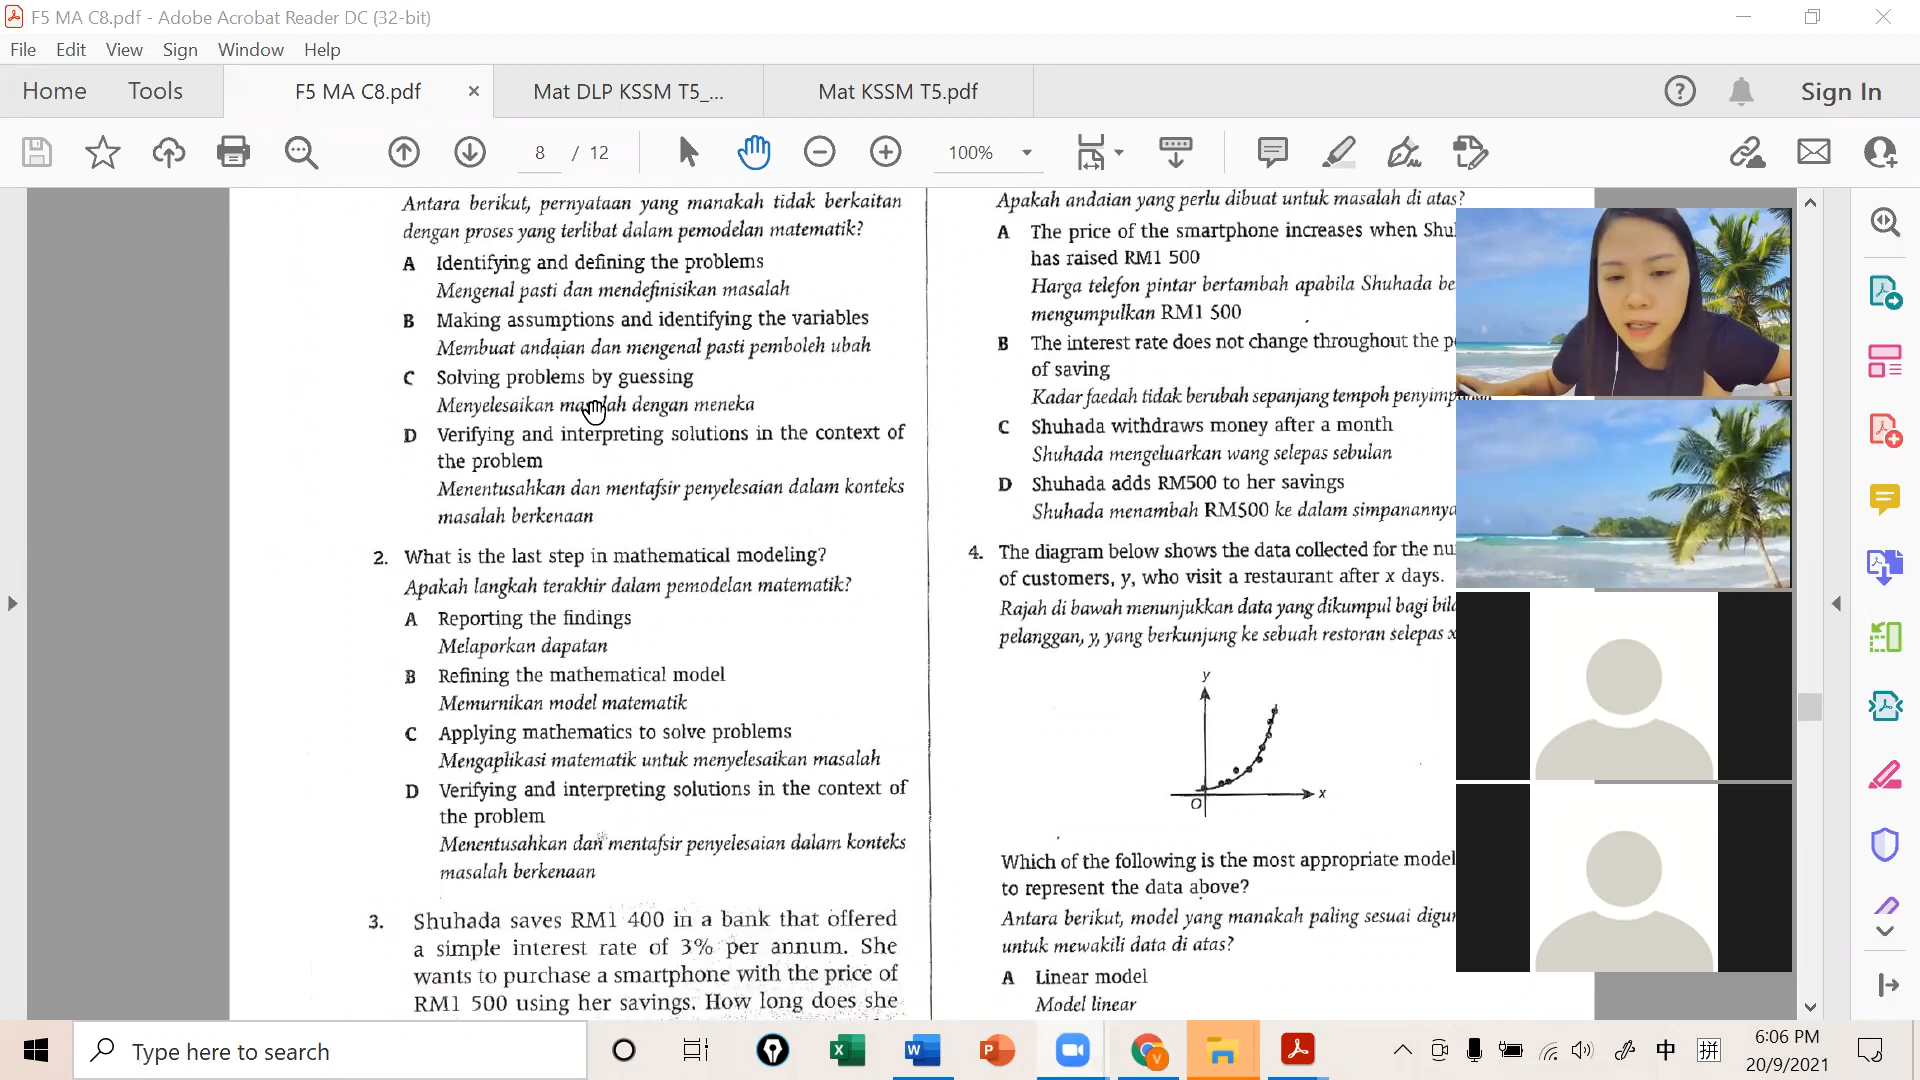 F5 MA C8.pdf - Adobe Acrobat Reader DC (32-bit)
File Edit View Sign Window Help
Home Tools F5 MA C8.pdf × Mat DLP KSSM T5_... Mat KSSM T5.pdf Sign In
8 / 12 100%
Antara berikut, pernyataan yang manakah tidak berkaitan
dengan proses yang terlibat dalam pemodelan matematik?
A Identifying and defining the problems
Mengenal pasti dan mendefinisikan masalah
B Making assumptions and identifying the variables
Membuat andaian dan mengenal pasti pemboleh ubah
C Solving problems by guessing
Menyelesaikan masalah dengan meneka
D Verifying and interpreting solutions in the context of
the problem
Menentusahkan dan mentafsir penyelesaian dalam konteks
masalah berkenaan
2. What is the last step in mathematical modeling?
Apakah langkah terakhir dalam pemodelan matematik?
A Reporting the findings
Melaporkan dapatan
B Refining the mathematical model
Memurnikan model matematik
C Applying mathematics to solve problems
Mengaplikasi matematik untuk menyelesaikan masalah
D Verifying and interpreting solutions in the context of
the problem
Menentusahkan dan mentafsir penyelesaian dalam konteks
masalah berkenaan
3. Shuhada saves RM1 400 in a bank that offered
a simple interest rate of 3% per annum. She
wants to purchase a smartphone with the price of
RM1 500 using her savings. How long does she
Apakah andaian yang perlu dibuat untuk masalah di atas?
A The price of the smartphone increases when Shu
has raised RM1 500
Harga telefon pintar bertambah apabila Shuhada be
mengumpulkan RM1 500
B The interest rate does not change throughout the p
of saving
Kadar faedah tidak berubah sepanjang tempoh
C Shuhada withdraws money after a month
Shuhada mengeluarkan wang selepas sebulan
D Shuhada adds RM500 to her savings
Shuhada menambah RM500 ke dalam simpanannya
4. The diagram below shows the data collected for the nu
of customers, y, who visit a restaurant after x days.
Rajah di bawah menunjukkan data yang dikumpul bagi bil
pelanggan, y, yang berkunjung ke sebuah restoran selepas x
y
O x
Which of the following is the most appropriate model
to represent the data above?
Antara berikut, model yang manakah paling sesuai digu
untuk mewakili data di atas?
A Linear model
Model linear
Type here to search
中 拼
6:06 PM
20/9/2021